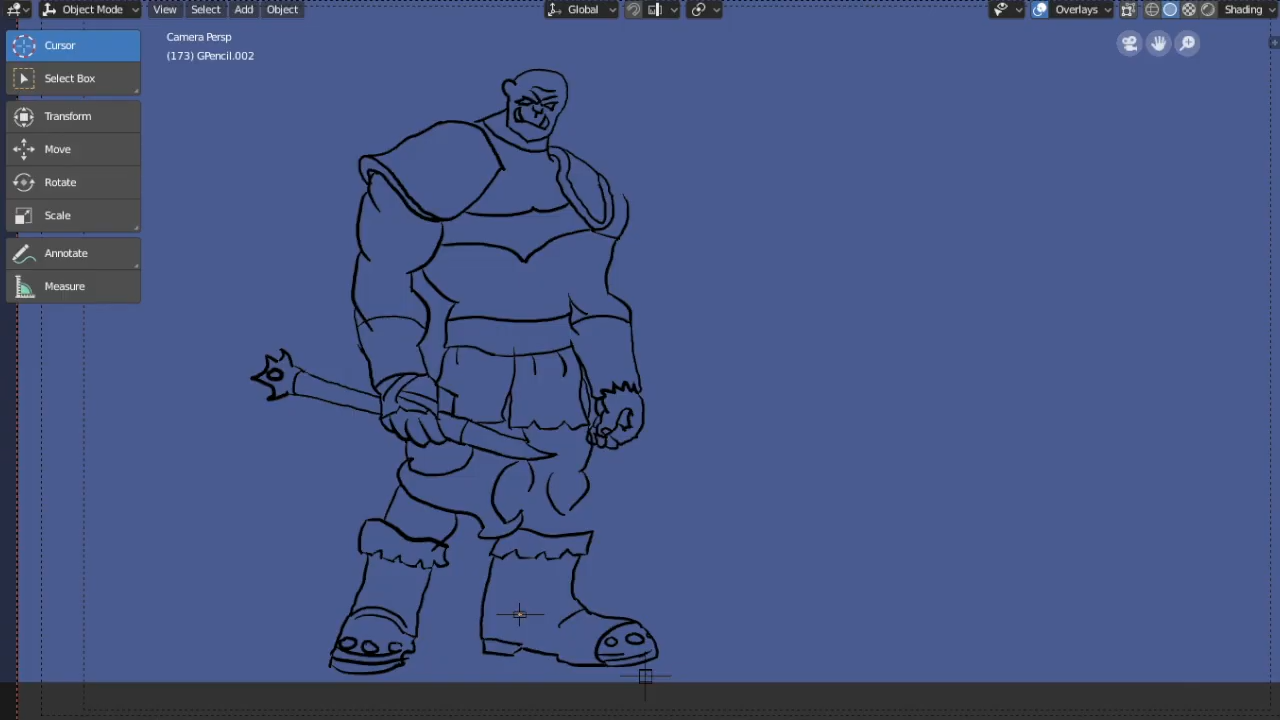 Object Mode View Select Add Object Global Overlays Shading
Camera Persp
(173) GPencil.002
Cursor
Select Box
Transform
Move
Rotate
Scale
Annotate
Measure